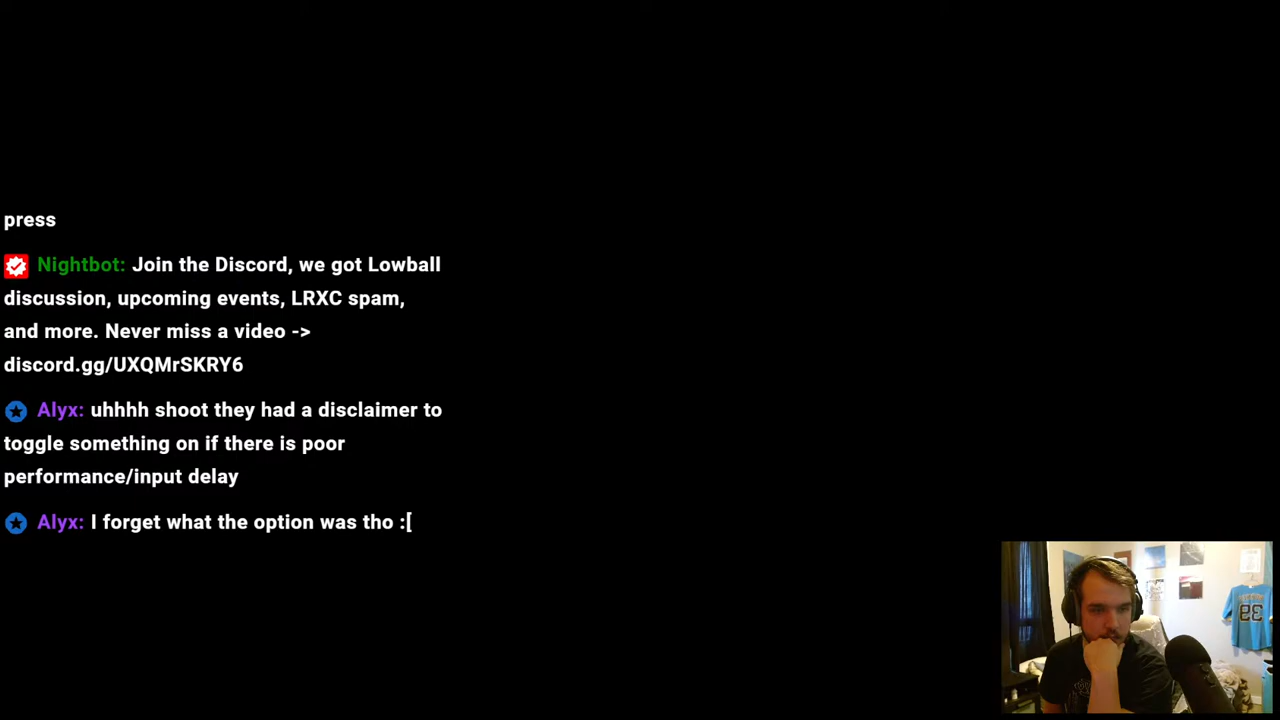 press
Nightbot: Join the Discord, we got Lowball
discussion, upcoming events, LRXC spam,
and more. Never miss a video ->
discord.gg/UXQMrSKRY6
Alyx: uhhhh shoot they had a disclaimer to
toggle something on if there is poor
performance/input delay
Alyx: I forget what the option was tho :[